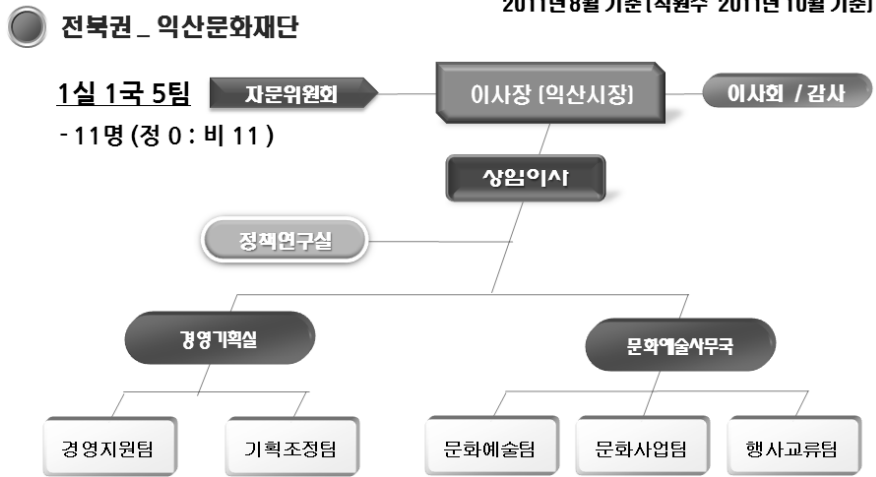 2011년 8월 기준 (직원수 2011년 10월 기준)
전북권 _ 익산문화재단
1실 1국 5팀
자문위원회
이사장 (익산시장)
이사회 / 감사
- 11명 (정 0 : 비 11 )
상임이사
정책연구실
경영기획실
문화예술사무국
경영지원팀
기획조정팀
문화예술팀
문화사업팀
행사교류팀